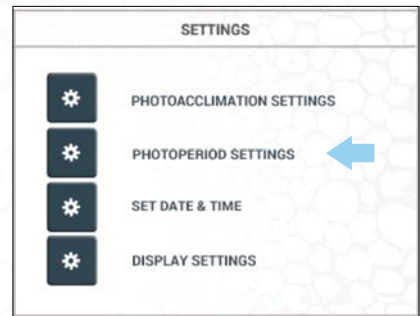 SETTINGS
PHOTOACCLIMATION SETTINGS
PHOTOPERIOD SETTINGS
SET DATE & TIME
DISPLAY SETTINGS